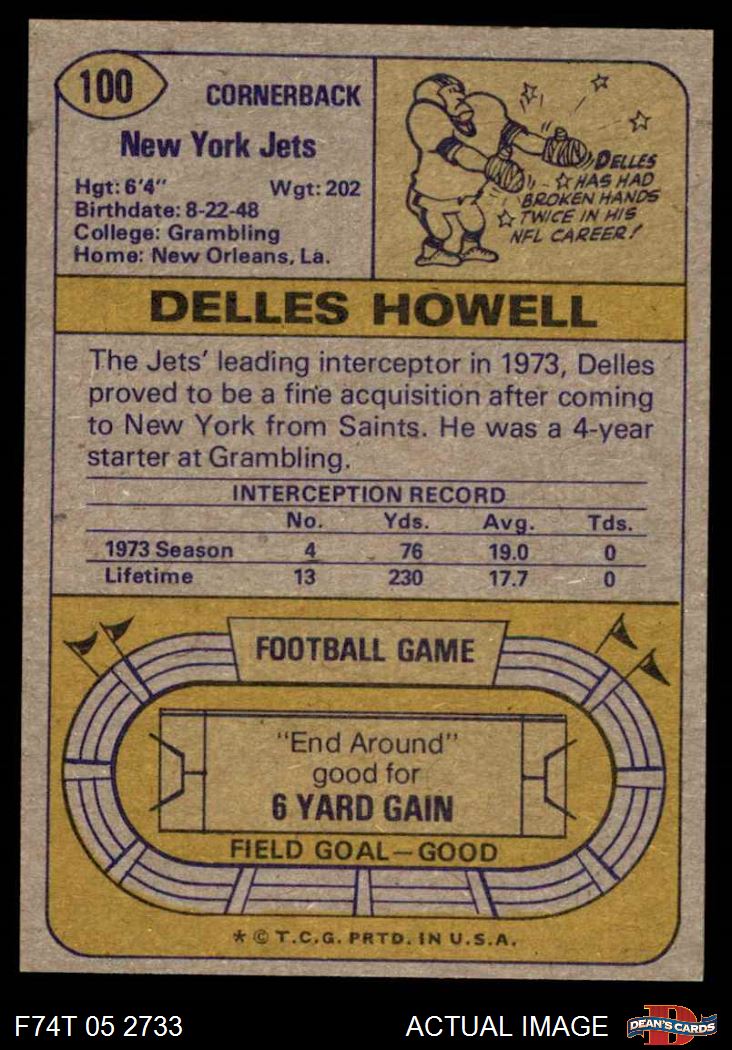 100
CORNERBACK
New York Jets
Hgt: 6'4" Wgt: 202
Birthdate: 8-22-48
College: Grambling
Home: New Orleans, La.
DELLES
HAS HAD
BROKEN HANDS
TWICE IN HIS
NFL CAREER!
DELLES HOWELL
The Jets' leading interceptor in 1973, Delles
proved to be a fine acquisition after coming
to New York from Saints. He was a 4-year
starter at Grambling.
INTERCEPTION RECORD
No. Yds. Avg. Tds.
1973 Season 4 76 19.0 0
Lifetime 13 230 17.7 0
FOOTBALL GAME
"End Around"
good for
6 YARD GAIN
FIELD GOAL—GOOD
* © T.C.G. PRTD. IN U.S.A.
F74T 05 2733 ACTUAL IMAGE
DEAN'S CARDS